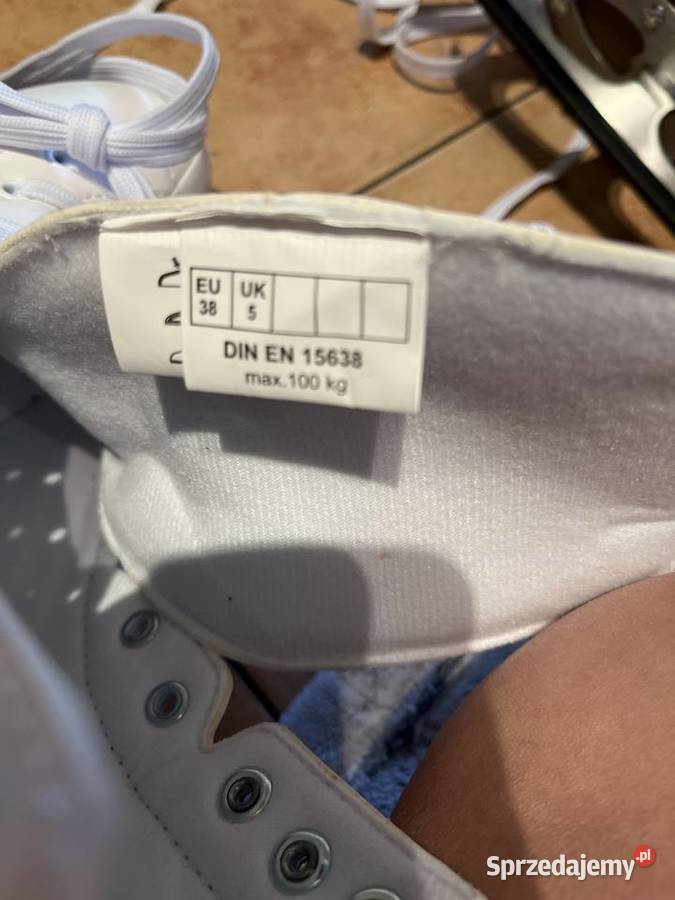 EU UK
38 5
DIN EN 15638
max.100 kg
Sprzedajemy.pl